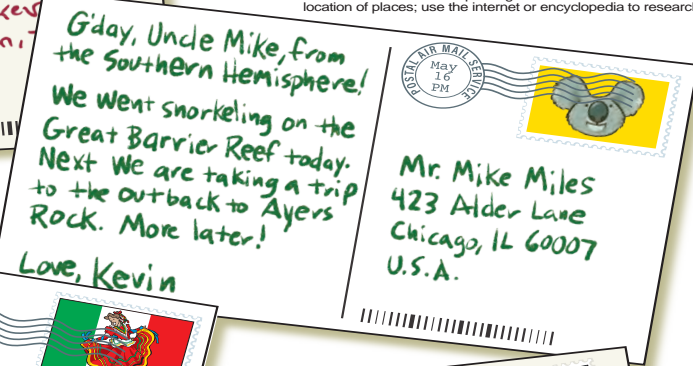 location of places; use the internet or encyclopedia to research
G'day, Uncle Mike, from
the Southern Hemisphere!
We went snorkeling on the
Great Barrier Reef today.
Next we are taking a trip
to the outback to Ayers
Rock. More later!
Love, Kevin
POSTAL AIR MAIL SERVICE
May
16
PM
Mr. Mike Miles
423 Alder Lane
Chicago, IL 60007
U.S.A.